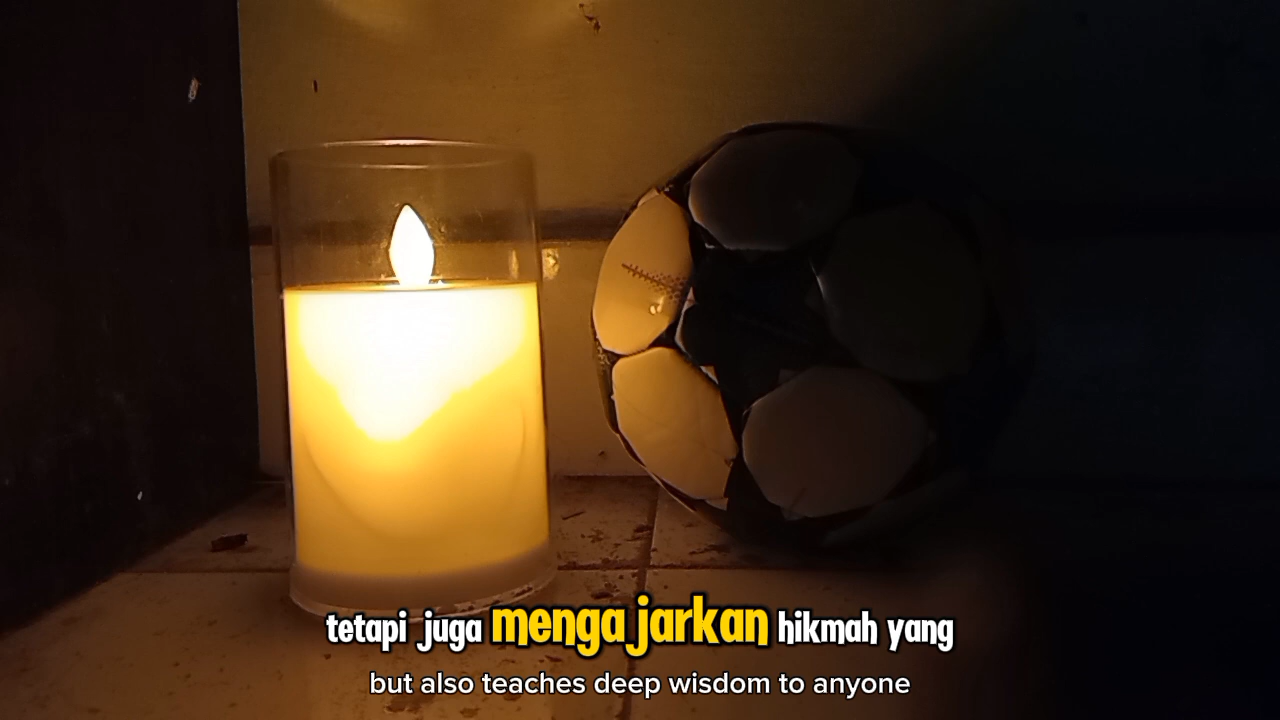 tetapi juga mengajarkan hikmah yang
but also teaches deep wisdom to anyone